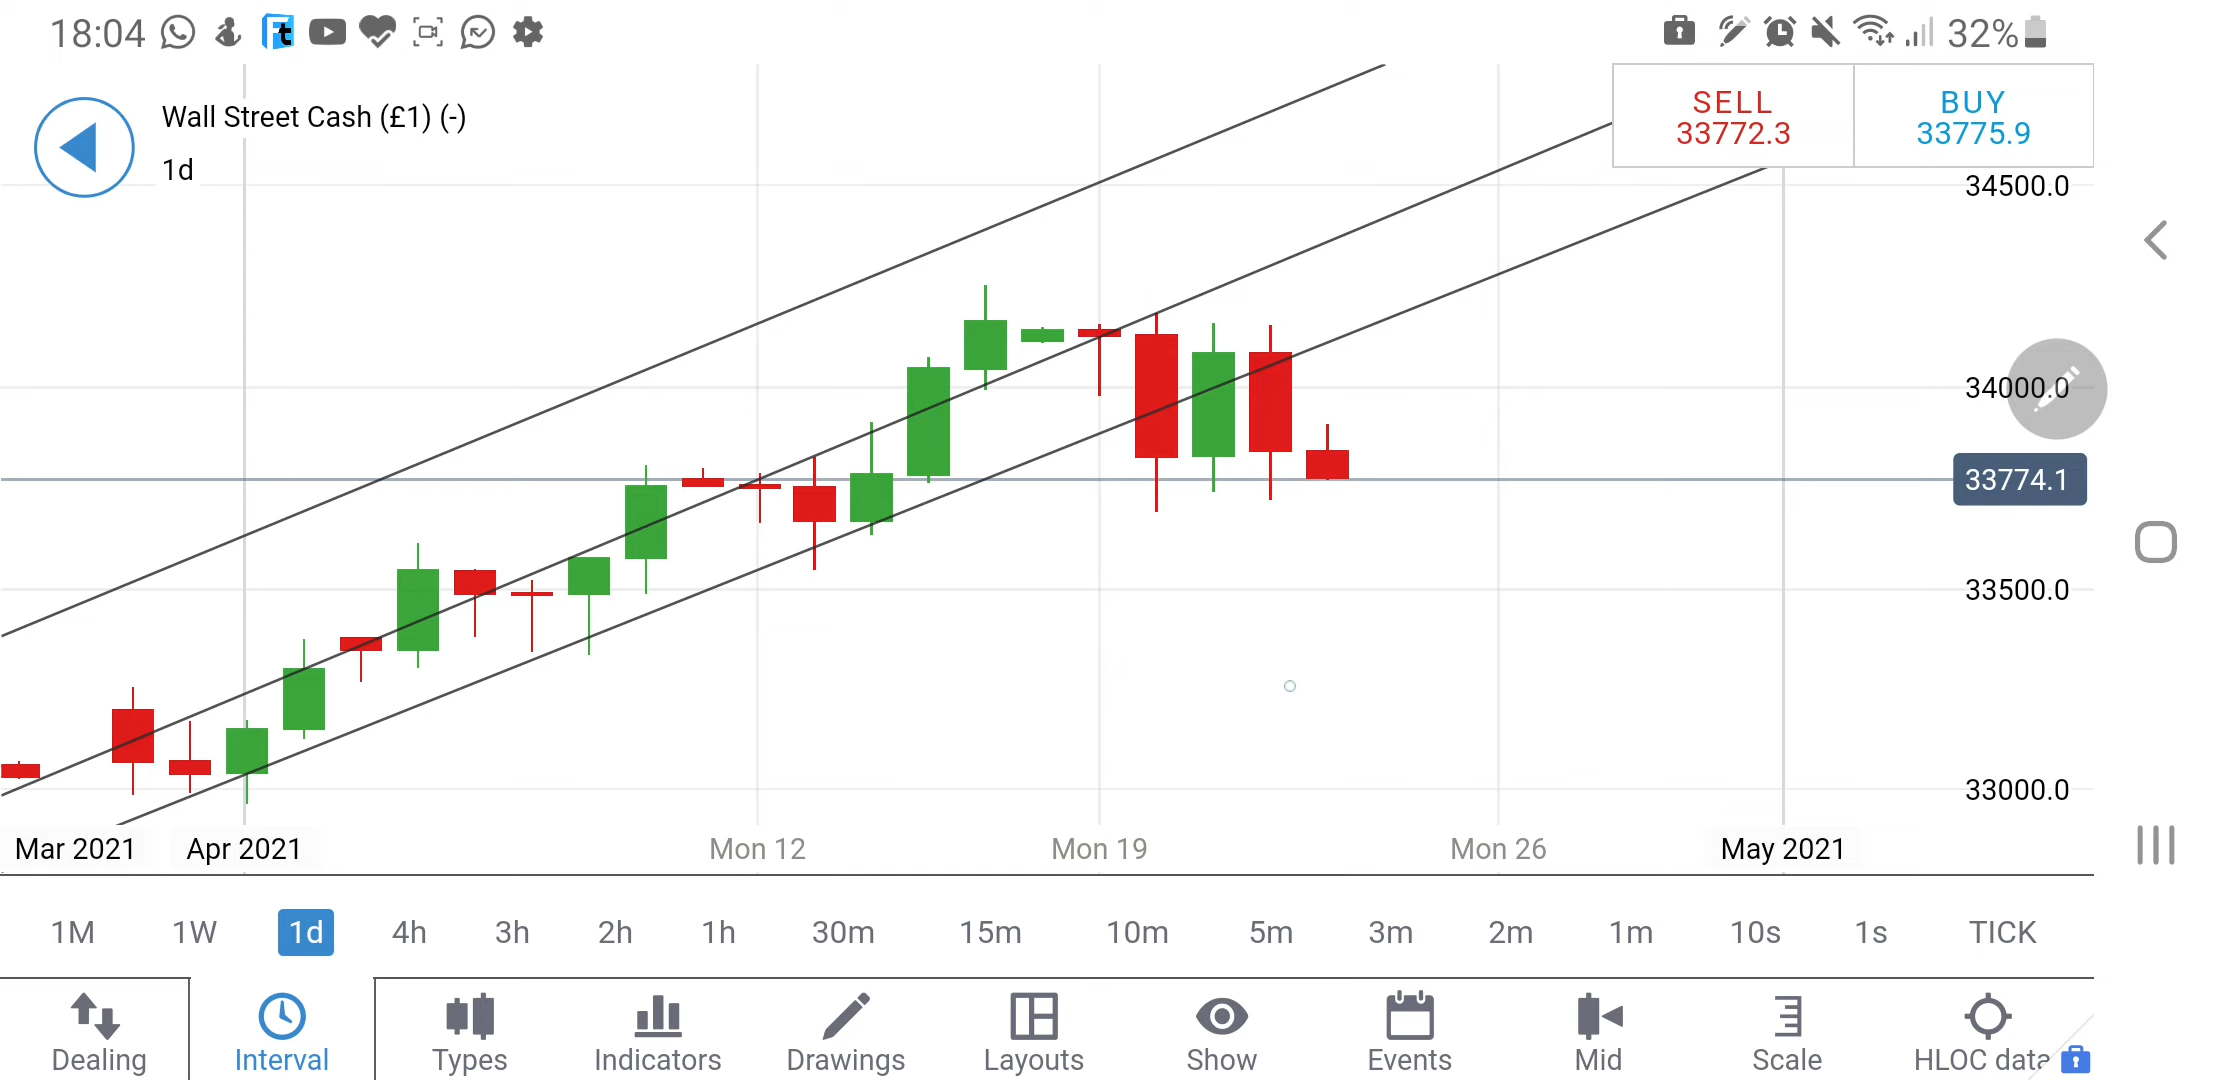 18:04
32%
Wall Street Cash (£1) (-)
1d
SELL
33772.3
BUY
33775.9
34500.0
34000.0
33774.1
33500.0
33000.0
Mar 2021
Apr 2021
Mon 12
Mon 19
Mon 26
May 2021
1M
1W
1d
4h
3h
2h
1h
30m
15m
10m
5m
3m
2m
1m
10s
1s
TICK
Dealing
Interval
Types
Indicators
Drawings
Layouts
Show
Events
Mid
Scale
HLOC data